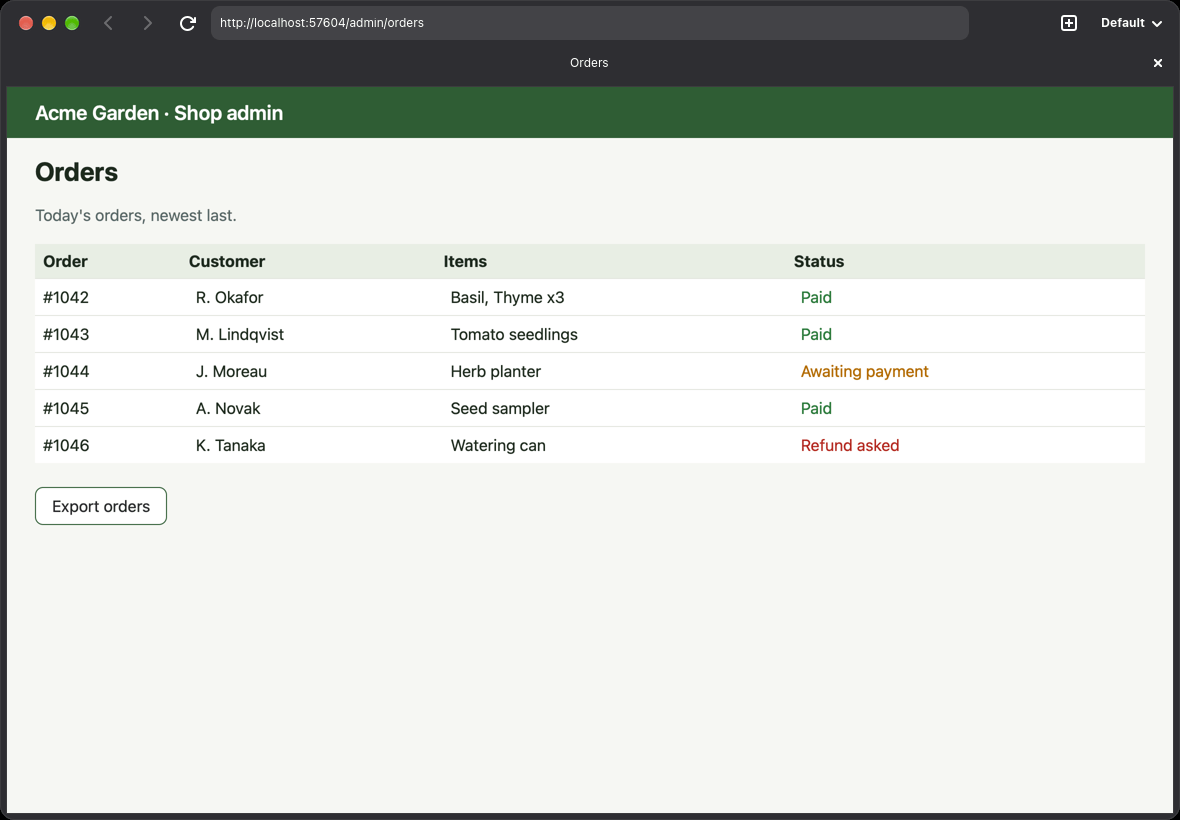 http://localhost:57604/admin/orders
Default
Orders
Acme Garden · Shop admin
Orders
Today's orders, newest last.
Order Customer Items Status
#1042 R. Okafor Basil, Thyme x3 Paid
#1043 M. Lindqvist Tomato seedlings Paid
#1044 J. Moreau Herb planter Awaiting payment
#1045 A. Novak Seed sampler Paid
#1046 K. Tanaka Watering can Refund asked
Export orders